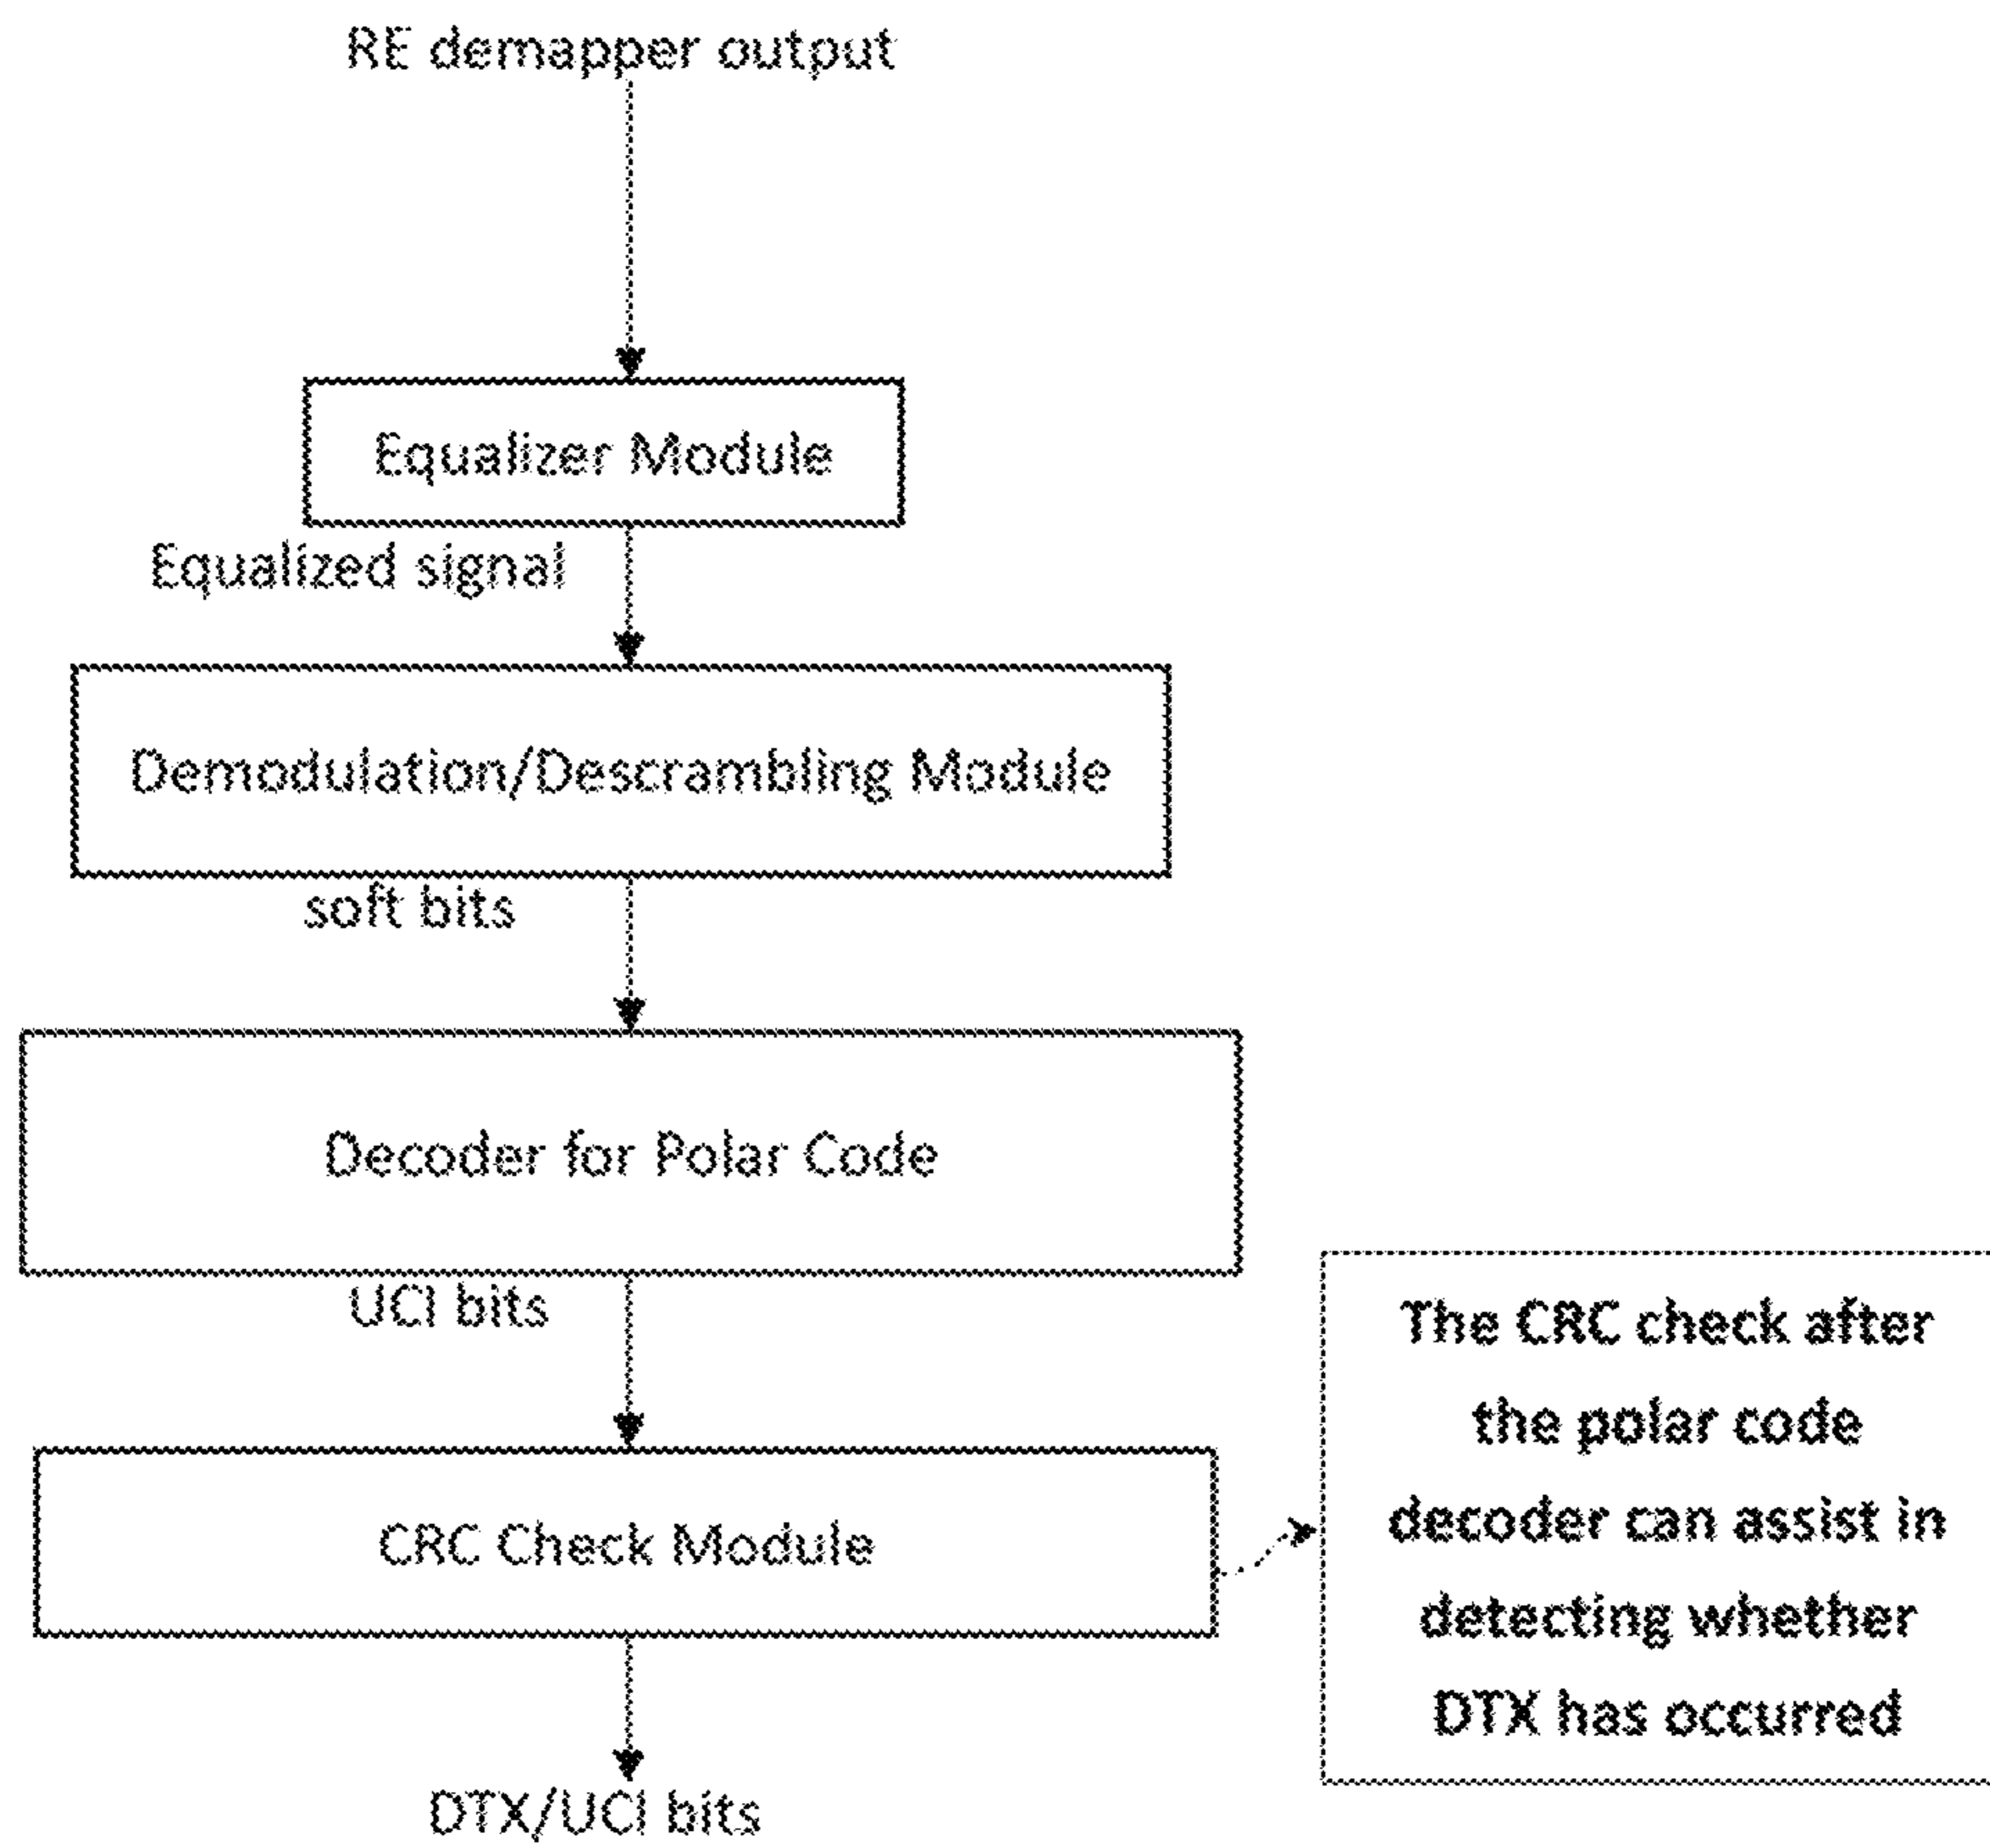 RE demapper output
Equalizer Module
Equalized signal
Demodulation/Descrambling Module
soft bits
Decoder for Polar Code
UCI bits
CRC Check Module
The CRC check after
the polar code
decoder can assist in
detecting whether
DTX has occurred
DTX/UCI bits